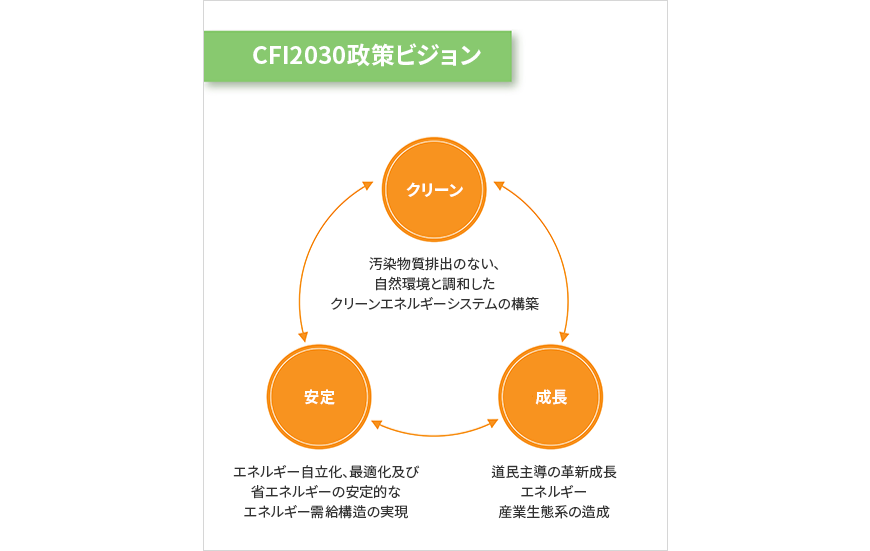 CFI2030政策ビジョン
クリーン
汚染物質排出のない、
自然環境と調和した
クリーンエネルギーシステムの構築
安定
エネルギー自立化、最適化及び
省エネルギーの安定的な
エネルギー需給構造の実現
成長
道民主導の革新成長
エネルギー
産業生態系の造成